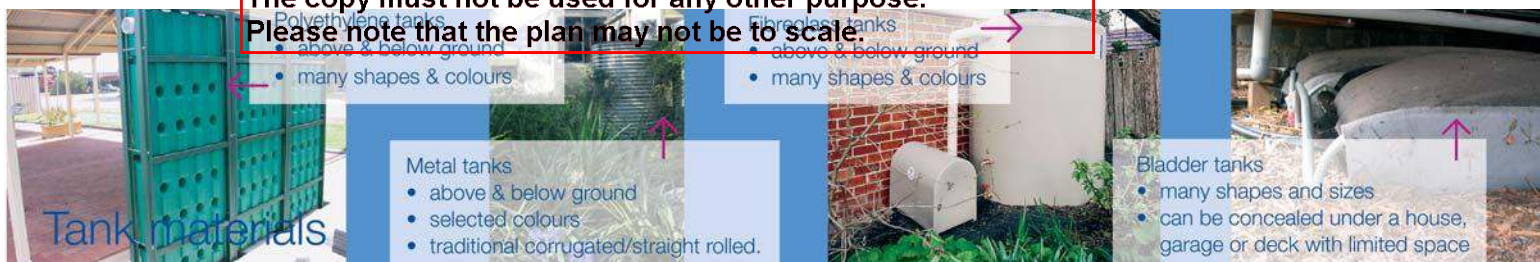 The copy must not be used for any other purpose.
Please note that the plan may not be to scale.
Polyethylene tanks
• above & below ground
• many shapes & colours
Metal tanks
• above & below ground
• selected colours
• traditional corrugated/straight rolled.
Fibreglass tanks
• above & below ground
• many shapes & colours
Bladder tanks
• many shapes and sizes
• can be concealed under a house,
garage or deck with limited space
Tank materials